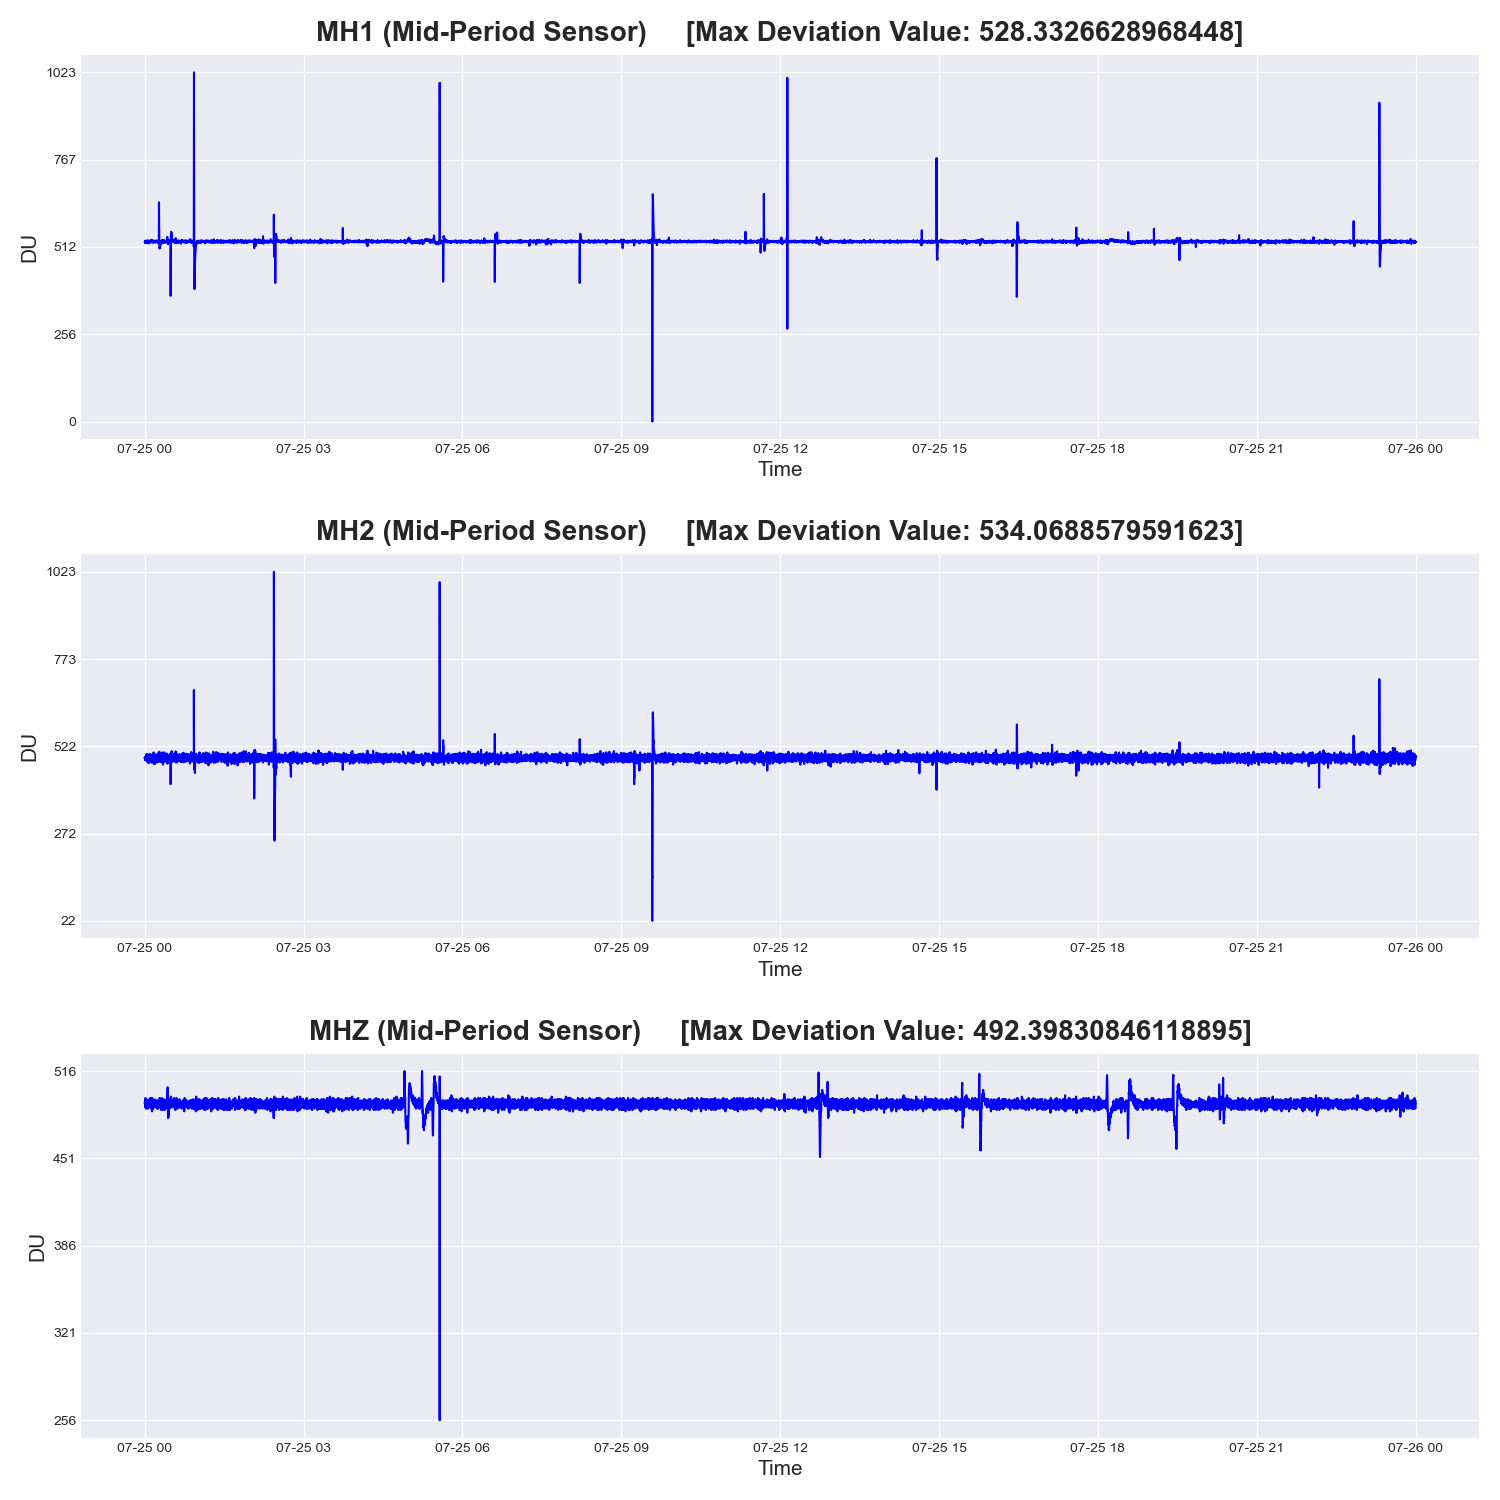 MH1 (Mid-Period Sensor) [Max Deviation Value: 528.3326628968448]
1023
767
512
256
0
DU
07-25 00 07-25 03 07-25 06 07-25 09 07-25 12 07-25 15 07-25 18 07-25 21 07-26 00
Time
MH2 (Mid-Period Sensor) [Max Deviation Value: 534.0688579591623]
1023
773
522
272
22
DU
07-25 00 07-25 03 07-25 06 07-25 09 07-25 12 07-25 15 07-25 18 07-25 21 07-26 00
Time
MHZ (Mid-Period Sensor) [Max Deviation Value: 492.39830846118895]
516
451
386
321
256
DU
07-25 00 07-25 03 07-25 06 07-25 09 07-25 12 07-25 15 07-25 18 07-25 21 07-26 00
Time